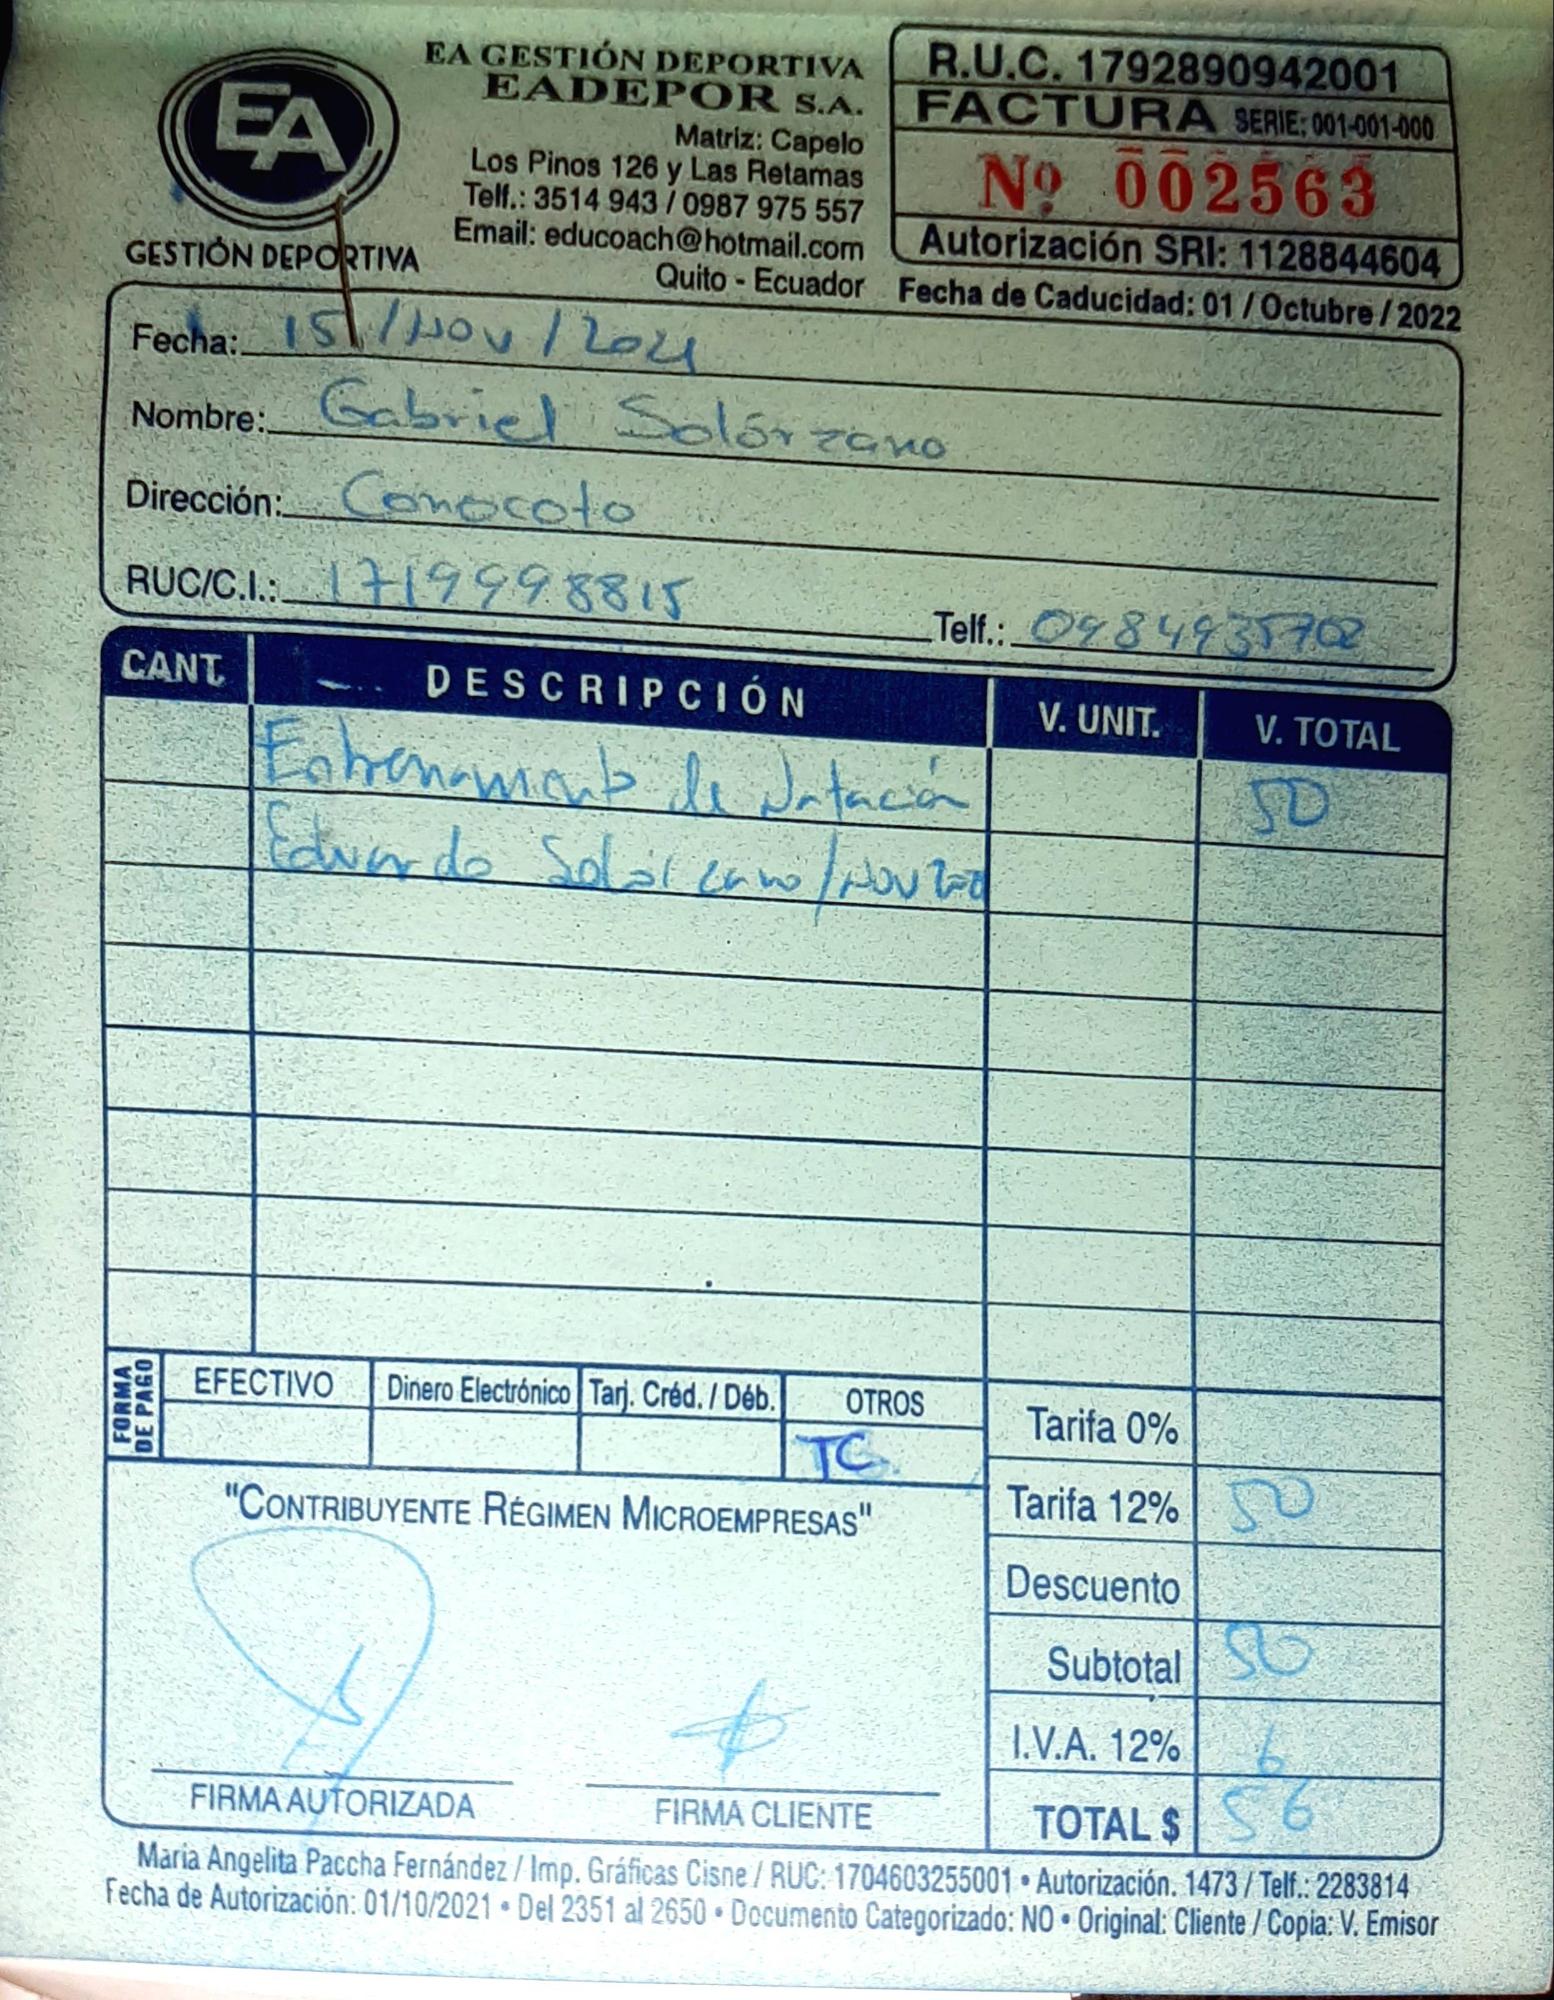 EA
GESTIÓN DEPORTIVA
EA GESTIÓN DEPORTIVA
EADEPOR S.A.
Matriz: Capelo
Los Pinos 126 y Las Retamas
Telf.: 3514 943 / 0987 975 557
Email: educoach@hotmail.com
Quito - Ecuador
R.U.C. 1792890942001
FACTURA SERIE: 001-001-000
Nº 002563
Autorización SRI: 1128844604
Fecha de Caducidad: 01 / Octubre / 2022
Fecha: 15/Nov/2021
Nombre: Gabriel Solórzano
Dirección: Conocoto
RUC/C.I.: 1719998815
Telf.: 0984935702
CANT. DESCRIPCIÓN V. UNIT. V. TOTAL
Entrenamiento de Natación 50
Eduardo Solórzano / Nov
FORMA DE PAGO
EFECTIVO Dinero Electrónico Tarj. Créd. / Déb. OTROS
TC
"CONTRIBUYENTE RÉGIMEN MICROEMPRESAS"
Tarifa 0%
Tarifa 12% 50
Descuento
Subtotal 50
I.V.A. 12% 6
TOTAL $ 56
FIRMA AUTORIZADA FIRMA CLIENTE
Maria Angelita Paccha Fernández / Imp. Gráficas Cisne / RUC: 1704603255001 • Autorización. 1473 / Telf.: 2283814
Fecha de Autorización: 01/10/2021 • Del 2351 al 2650 • Documento Categorizado: NO • Original: Cliente / Copia: V. Emisor